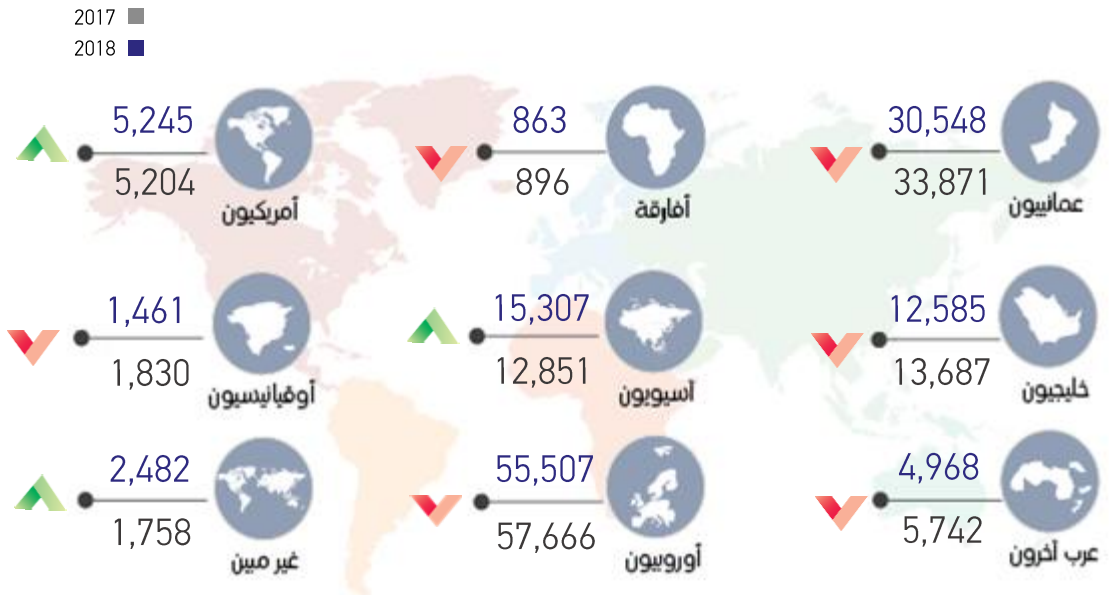 2017
2018
30,548
33,871
عمانييون
863
896
أفارقة
5,245
5,204
أمريكيون
12,585
13,687
خليجيون
15,307
12,851
آسيويون
1,461
1,830
أوقيانيسيون
4,968
5,742
عرب آخرون
55,507
57,666
أوروبيون
2,482
1,758
غير مبين